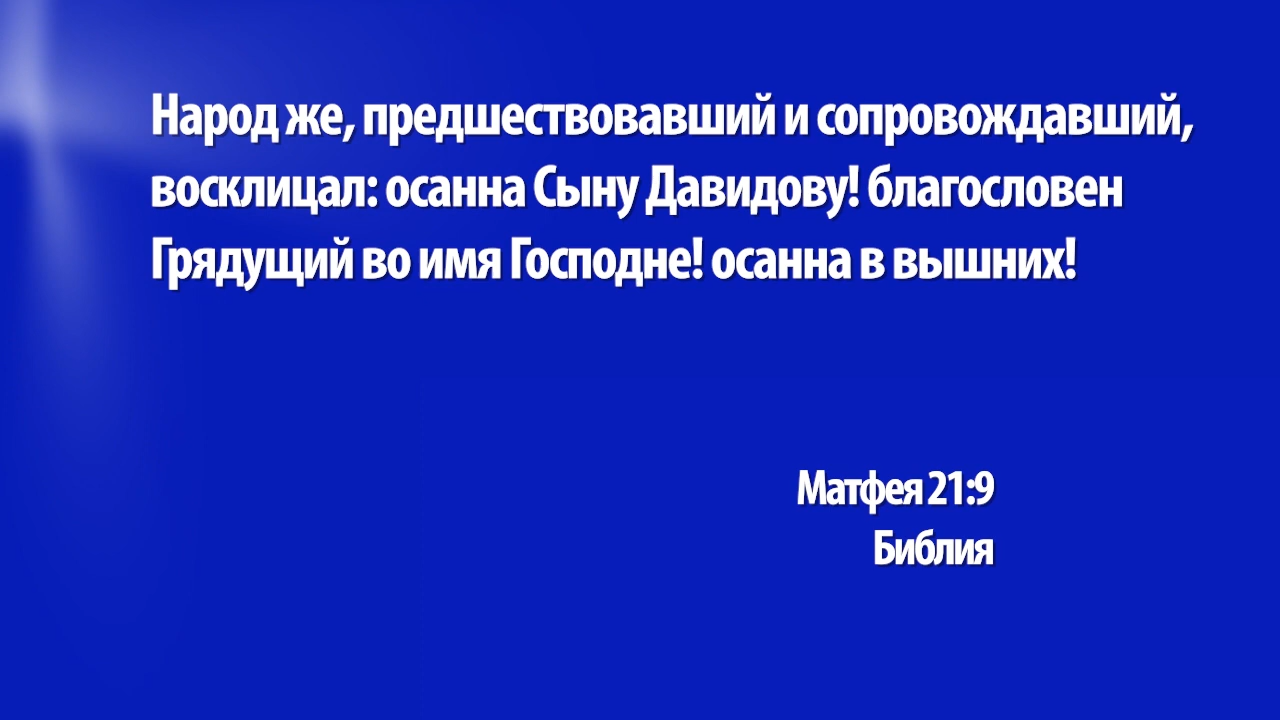 Народ же, предшествовавший и сопровождавший,
восклицал: осанна Сыну Давидову! благословен
Грядущий во имя Господне! осанна в вышних!
Матфея 21:9
Библия